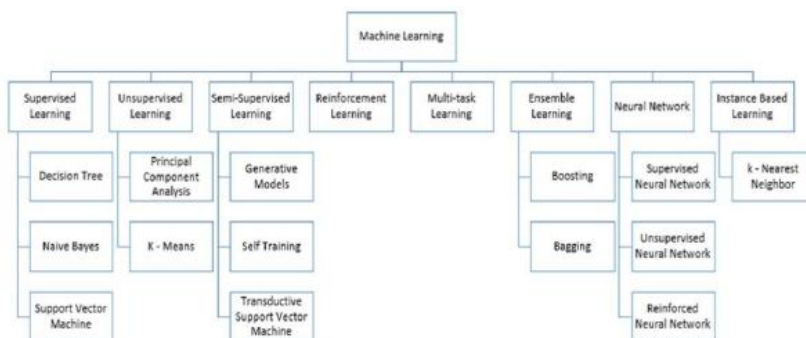 Machine Learning
Supervised
Learning
Unsupervised
Learning
Semi-Supervised
Learning
Reinforcement
Learning
Multi-task
Learning
Ensemble
Learning
Neural Network
Instance Based
Learning
Decision Tree
Principal
Component
Analysis
Generative
Models
Boosting
Supervised
Neural Network
k - Nearest
Neighbor
Naive Bayes
K - Means
Self Training
Bagging
Unsupervised
Neural Network
Support Vector
Machine
Transductive
Support Vector
Machine
Reinforced
Neural Network